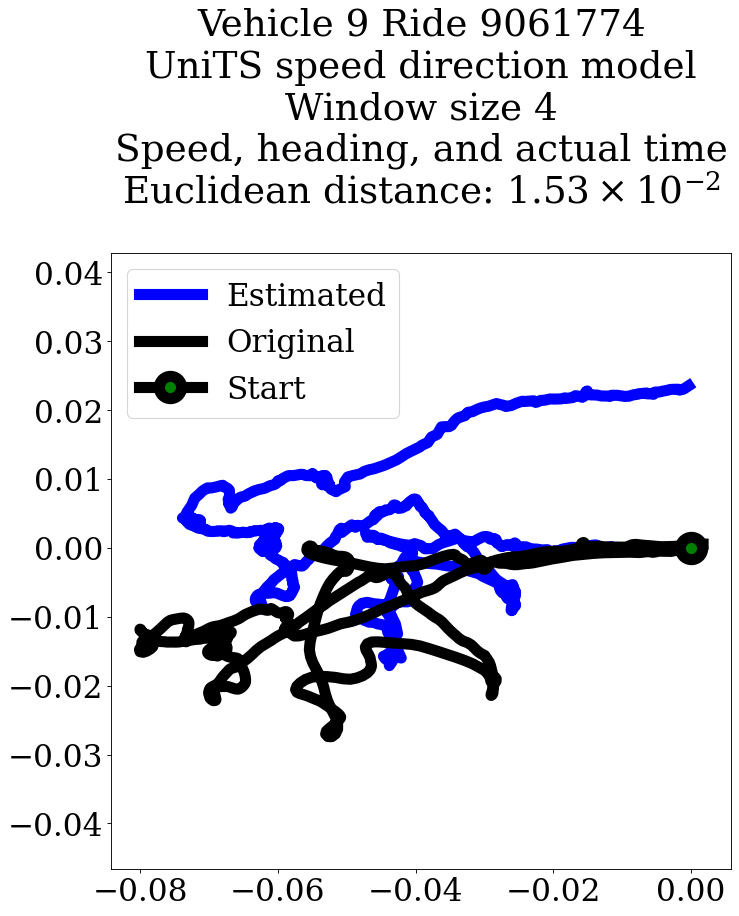 Vehicle 9 Ride 9061774
UniTS speed direction model
Window size 4
Speed, heading, and actual time
Euclidean distance: 1.53 × 10⁻²
0.04
0.03
0.02
0.01
0.00
−0.01
−0.02
−0.03
−0.04
Estimated
Original
Start
−0.08
−0.06
−0.04
−0.02
0.00